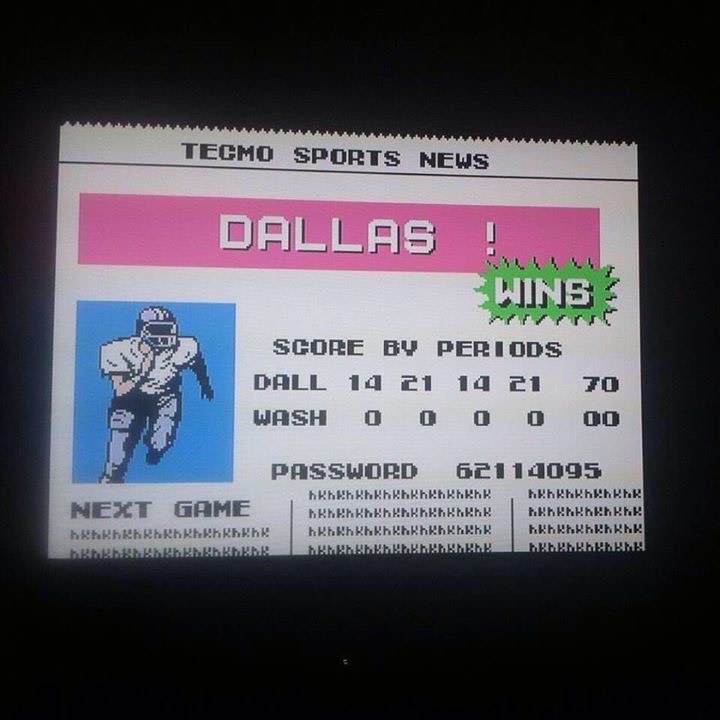 TECMO SPORTS NEWS
DALLAS !
WINS
SCORE BY PERIODS
DALL 14 21 14 21 70
WASH 0 0 0 0 00
PASSWORD 62114095
NEXT GAME